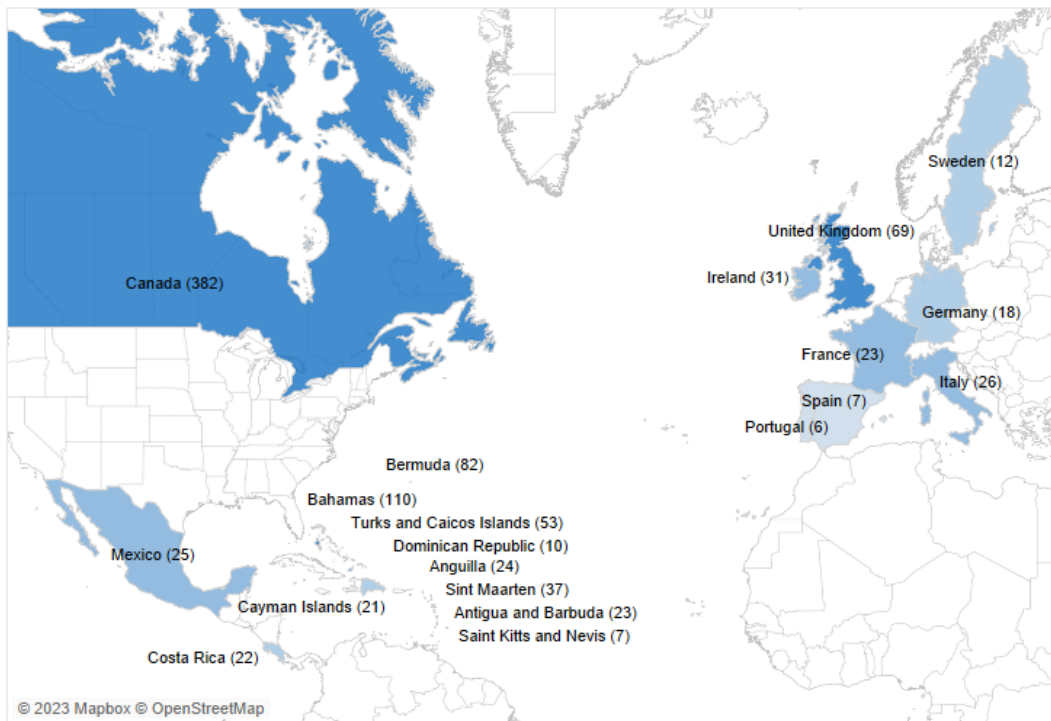 Sweden (12)
United Kingdom (69)
Ireland (31)
Canada (382)
Germany (18)
France (23)
Italy (26)
Spain (7)
Portugal (6)
Bermuda (82)
Bahamas (110)
Turks and Caicos Islands (53)
Dominican Republic (10)
Mexico (25)
Anguilla (24)
Sint Maarten (37)
Cayman Islands (21)
Antigua and Barbuda (23)
Saint Kitts and Nevis (7)
Costa Rica (22)
© 2023 Mapbox © OpenStreetMap